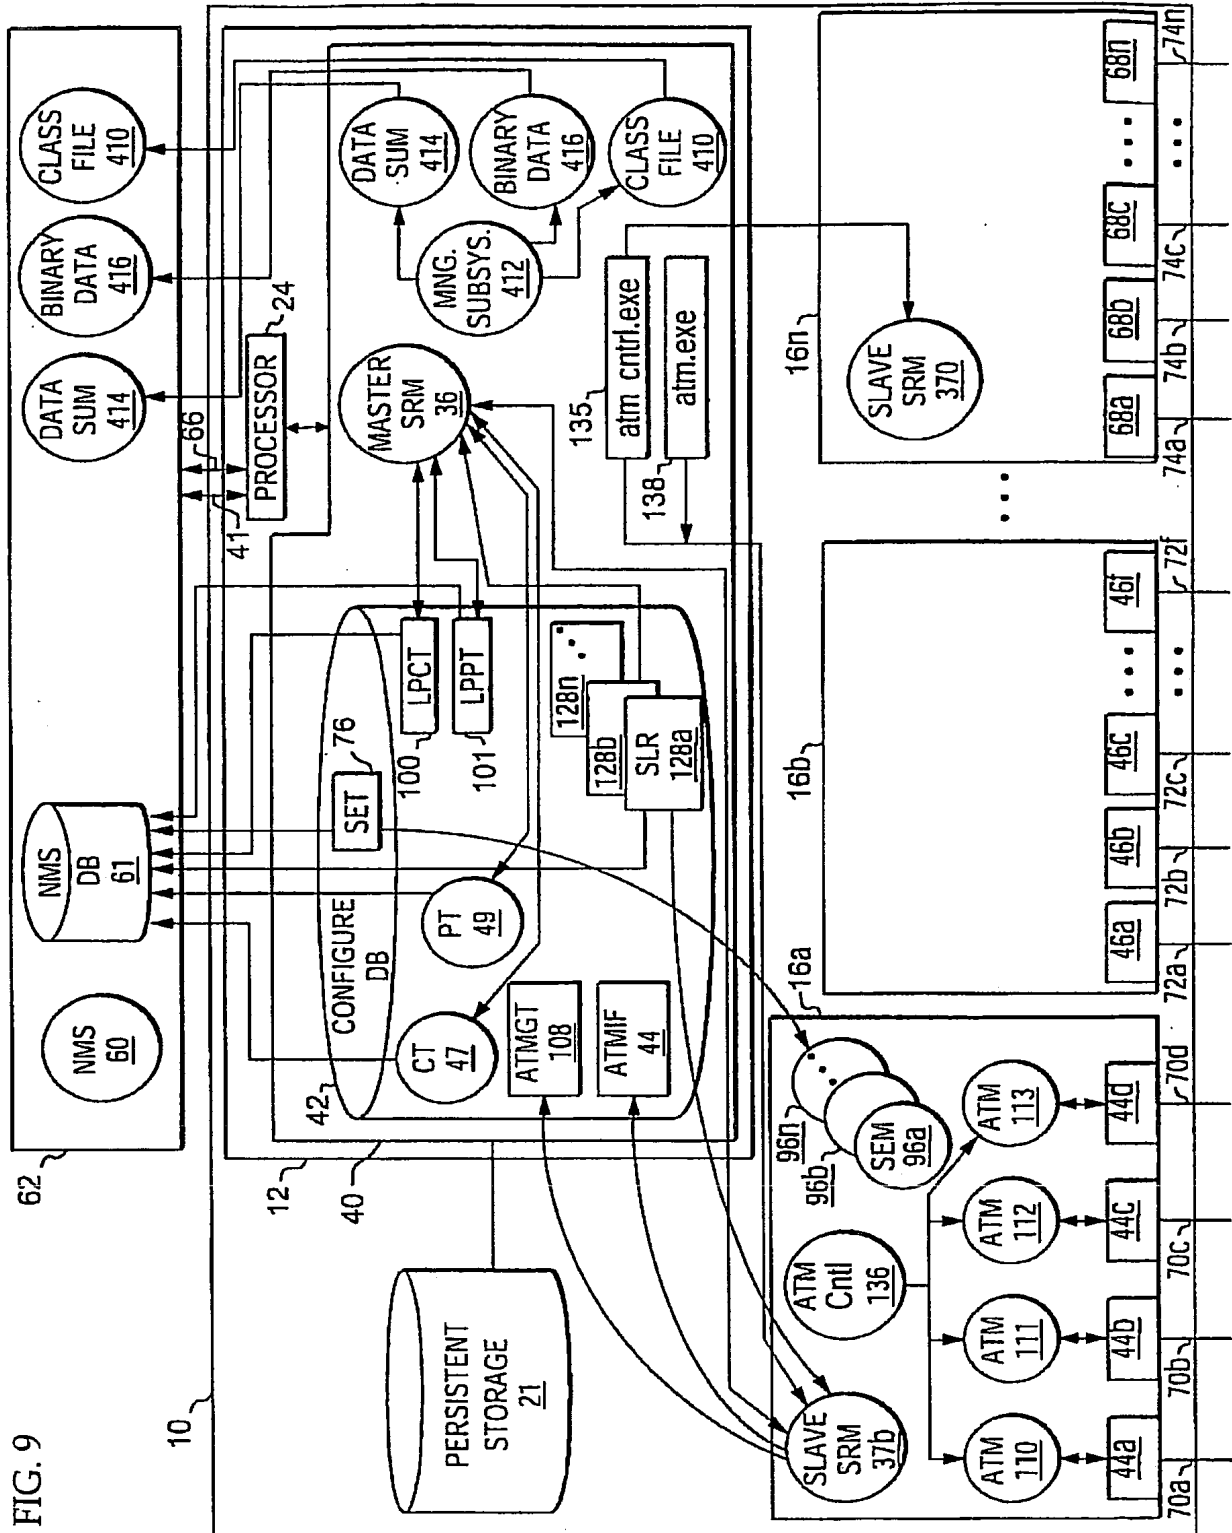 FIG. 9
62
NMS
60
NMS
DB
61
DATA
SUM
414
BINARY
DATA
416
CLASS
FILE
410
10
12
40
42
41
66
PROCESSOR
24
PERSISTENT
STORAGE
21
CONFIGURE
DB
SET
76
CT
47
PT
49
LPCT
100
LPPT
101
ATMGT
108
ATMIF
44
128n
128b
SLR
128a
MASTER
SRM
36
MNG.
SUBSYS.
412
DATA
SUM
414
BINARY
DATA
416
CLASS
FILE
410
135
atm cntrl.exe
138
atm.exe
16a
SLAVE
SRM
37b
ATM
Cntl
136
96n
96b
SEM
96a
ATM
110
ATM
111
ATM
112
ATM
113
44a
44b
44c
44d
70a
70b
70c
70d
16b
46a
46b
46c
46f
72a
72b
72c
72f
16n
SLAVE
SRM
370
68a
68b
68c
68n
74a
74b
74c
74n